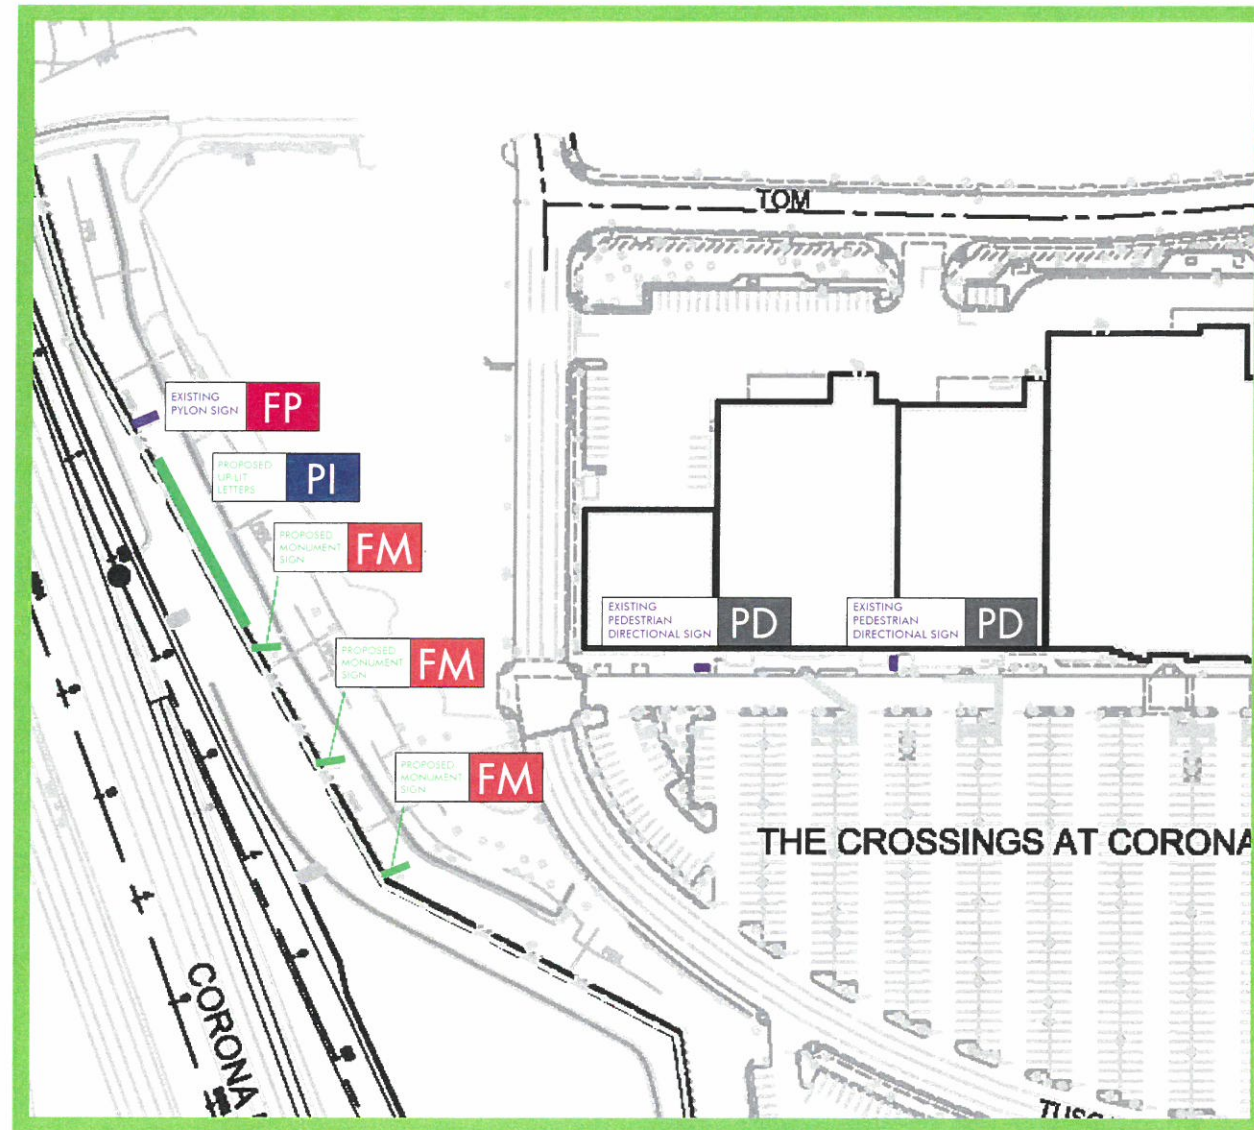 TOM
EXISTING
PYLON SIGN
FP
PROPOSED
UP-LIT
LETTERS
PI
PROPOSED
MONUMENT
SIGN
FM
PROPOSED
MONUMENT
SIGN
FM
PROPOSED
MONUMENT
SIGN
FM
EXISTING
PEDESTRIAN
DIRECTIONAL SIGN
PD
EXISTING
PEDESTRIAN
DIRECTIONAL SIGN
PD
THE CROSSINGS AT CORONA
CORONA